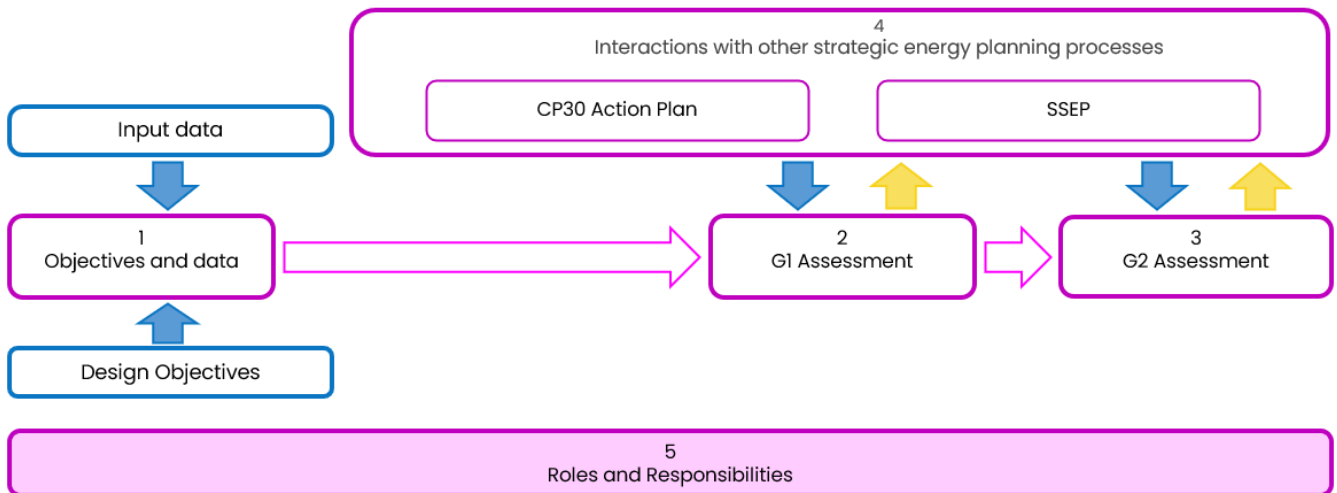 4
Interactions with other strategic energy planning processes
CP30 Action Plan
SSEP
Input data
1
Objectives and data
2
G1 Assessment
3
G2 Assessment
Design Objectives
5
Roles and Responsibilities